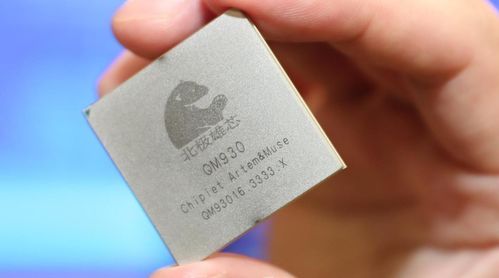 北极雄芯
QM930
Chiplet Artem&Muse
QM93016.3333.X